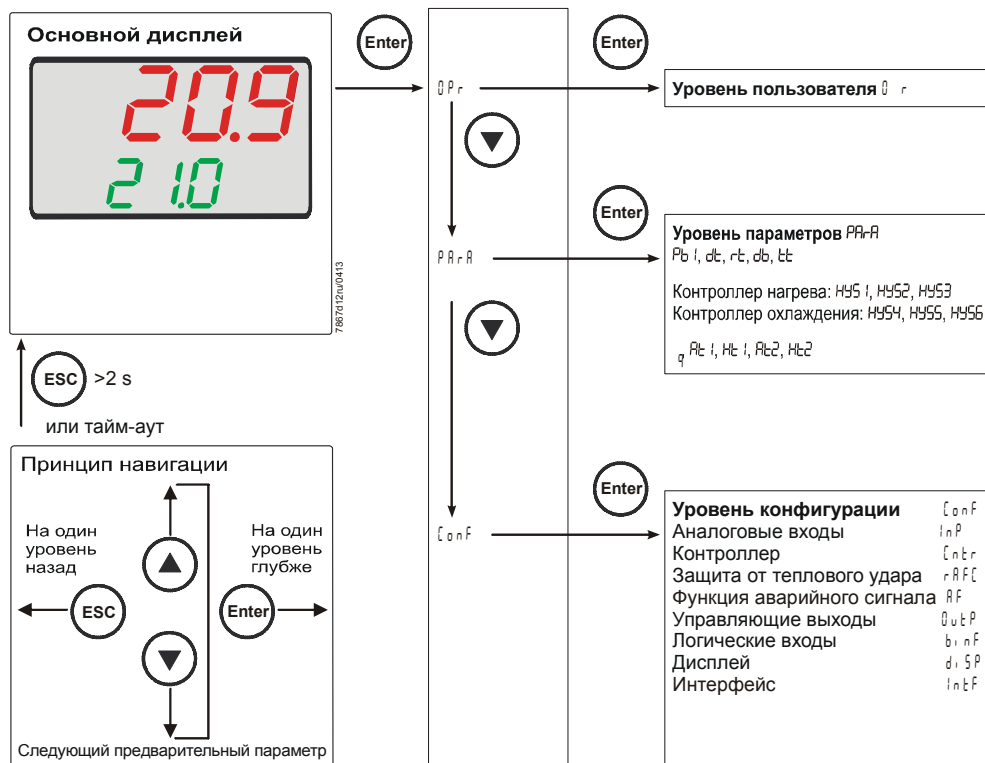 Основной дисплей
20.9
21.0
7867d12ru/0413
ESC >2 s
или тайм-аут
Принцип навигации
На один
уровень
назад
На один
уровень
глубже
ESC
Enter
Следующий предварительный параметр
Enter
OPr
PArA
ConF
Enter
Уровень пользователя O r
Enter
Уровень параметров PArA
Pb1, dt, rt, db, tt
Контроллер нагрева: HYS1, HYS2, HYS3
Контроллер охлаждения: HYS4, HYS5, HYS6
q At1, Ht1, At2, Ht2
Enter
Уровень конфигурации ConF
Аналоговые входы InP
Контроллер Cntr
Защита от теплового удара rAFC
Функция аварийного сигнала AF
Управляющие выходы OutP
Логические входы binF
Дисплей diSP
Интерфейс IntF